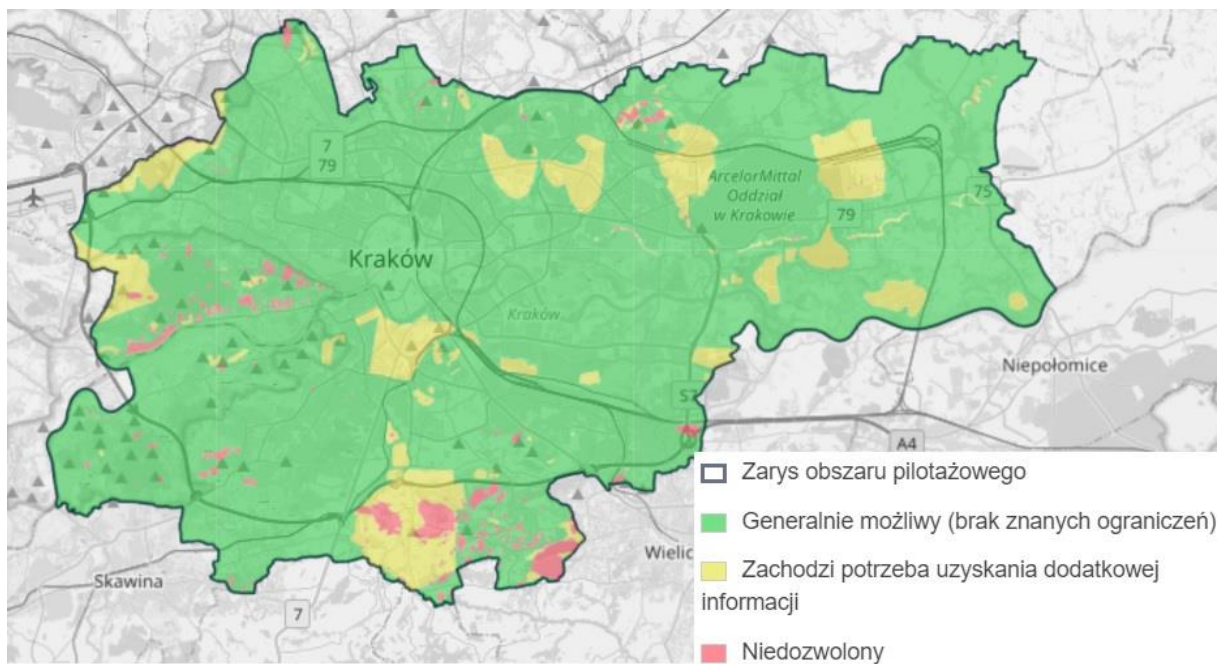 7
79
ArcelorMittal
Oddział
w Krakowie
75
79
Kraków
Kraków
Niepołomice
S7
A4
Zarys obszaru pilotażowego
Generalnie możliwy (brak znanych ograniczeń)
Wielic
Zachodzi potrzeba uzyskania dodatkowej
informacji
Skawina
7
Niedozwolony